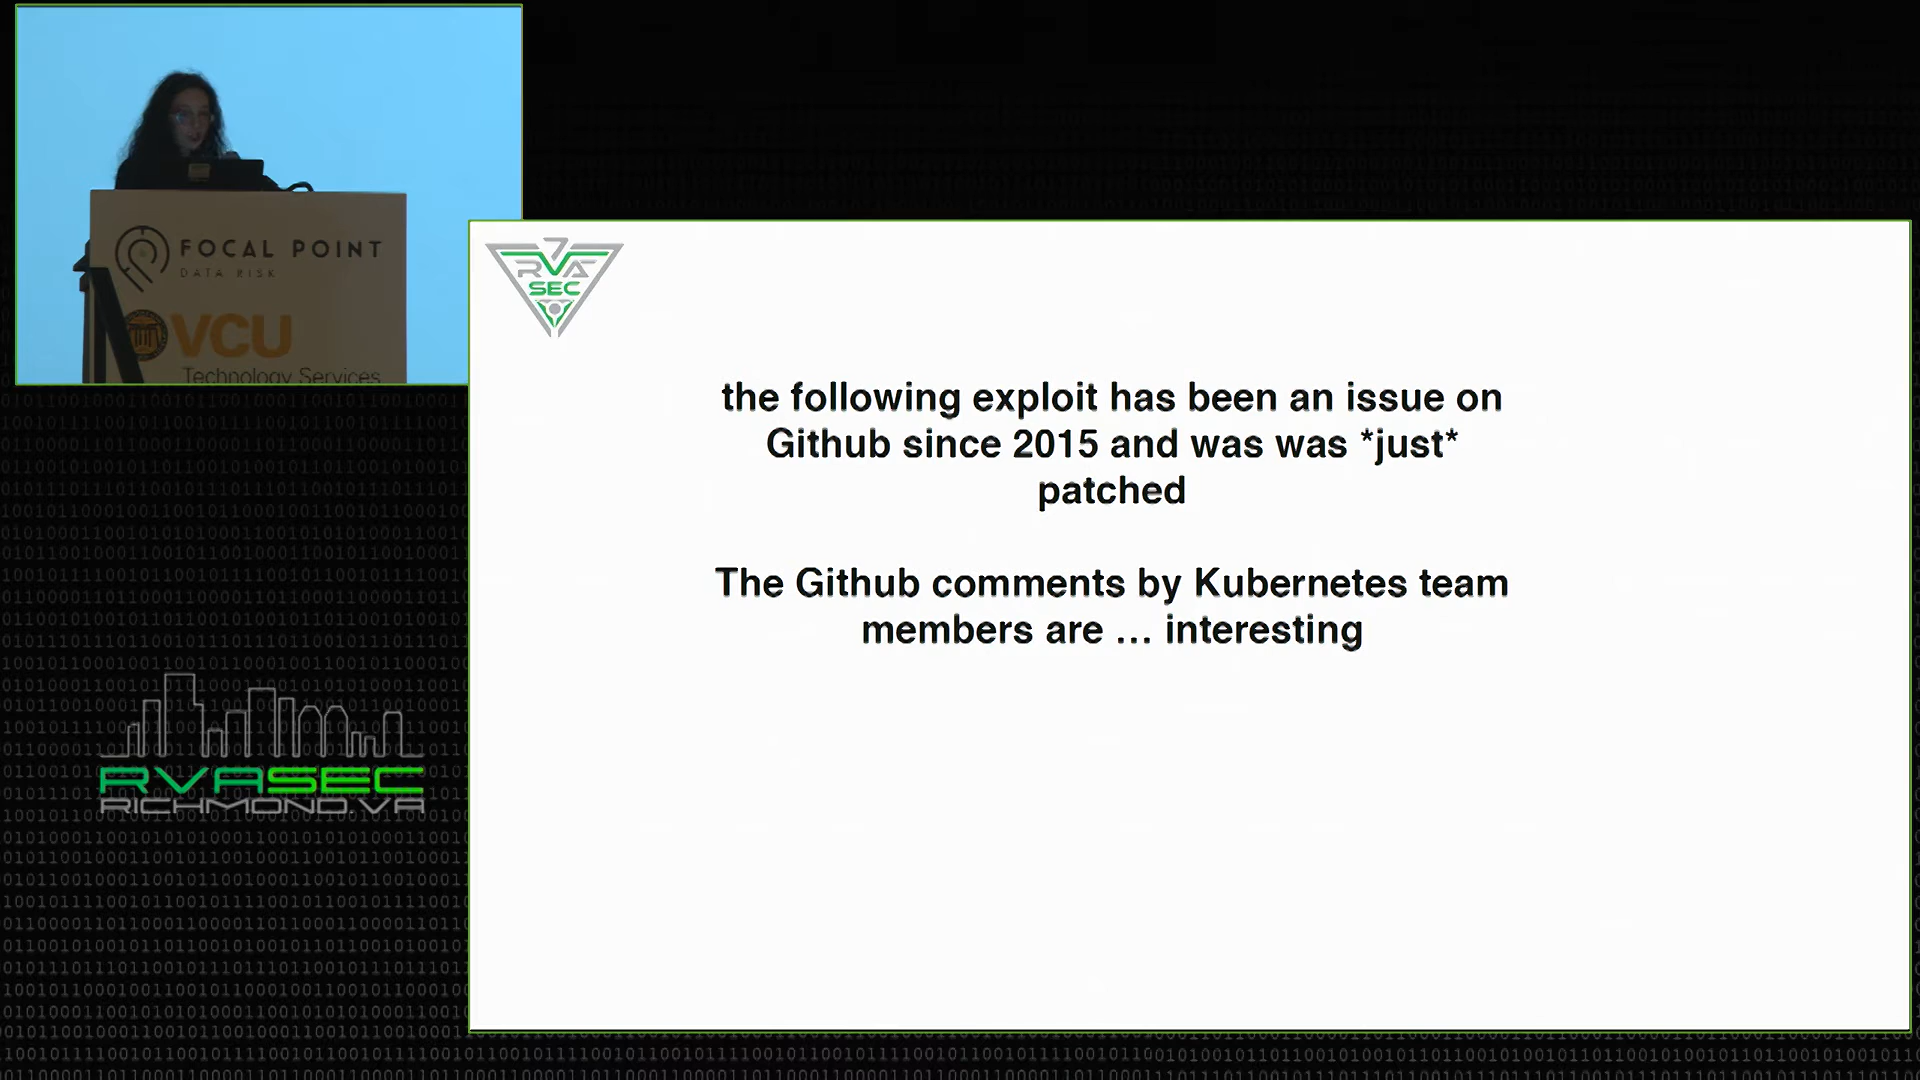 FOCAL POINT
DATA RISK
VCU
Technology Services
7
RVA
SEC
the following exploit has been an issue on
Github since 2015 and was was *just*
patched
The Github comments by Kubernetes team
members are ... interesting
RVASEC
RICHMOND.VA